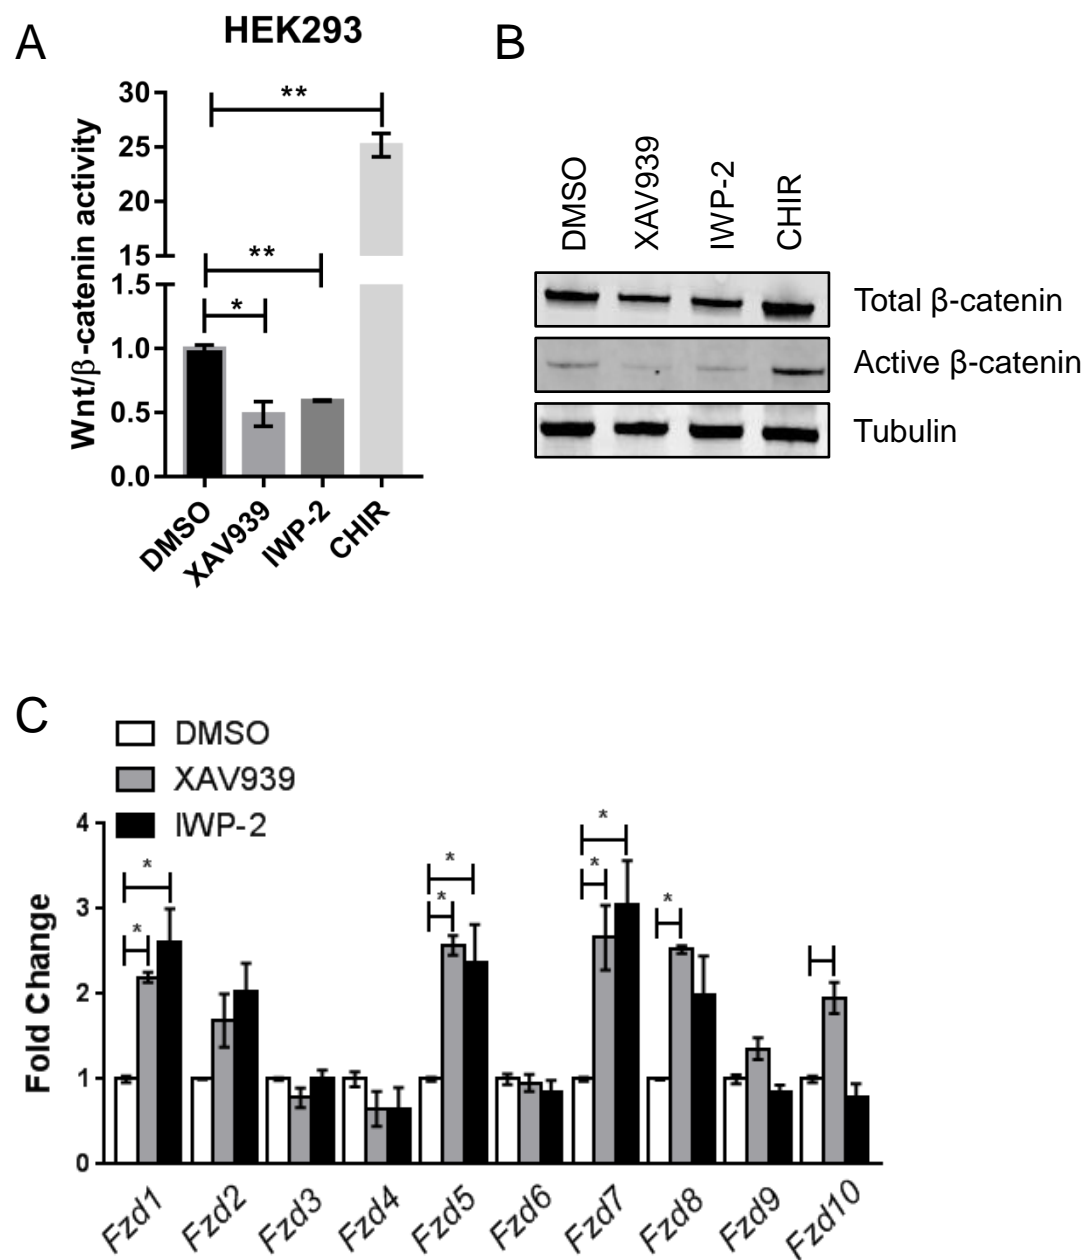 A
HEK293
Wnt/β-catenin activity
30
25
20
15
1.5
1.0
0.5
0.0
**
**
*
DMSO
XAV939
IWP-2
CHIR
B
DMSO
XAV939
IWP-2
CHIR
Total β-catenin
Active β-catenin
Tubulin
C
DMSO
XAV939
IWP-2
Fold Change
4
3
2
1
0
*
*
*
*
*
*
*
Fzd1
Fzd2
Fzd3
Fzd4
Fzd5
Fzd6
Fzd7
Fzd8
Fzd9
Fzd10